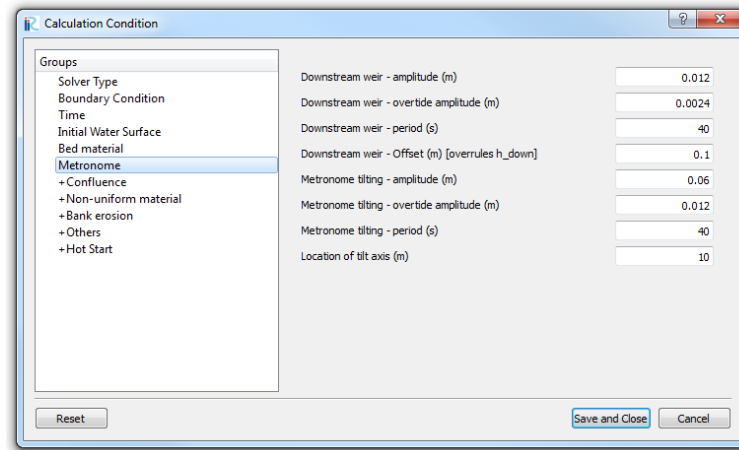 iRiC Calculation Condition
? X
Groups
Solver Type
Boundary Condition
Time
Initial Water Surface
Bed material
Metronome
+Confluence
+Non-uniform material
+Bank erosion
+Others
+Hot Start
Downstream weir - amplitude (m) 0.012
Downstream weir - overtide amplitude (m) 0.0024
Downstream weir - period (s) 40
Downstream weir - Offset (m) [overrules h_down] 0.1
Metronome tilting - amplitude (m) 0.06
Metronome tilting - overtide amplitude (m) 0.012
Metronome tilting - period (s) 40
Location of tilt axis (m) 10
Reset Save and Close Cancel